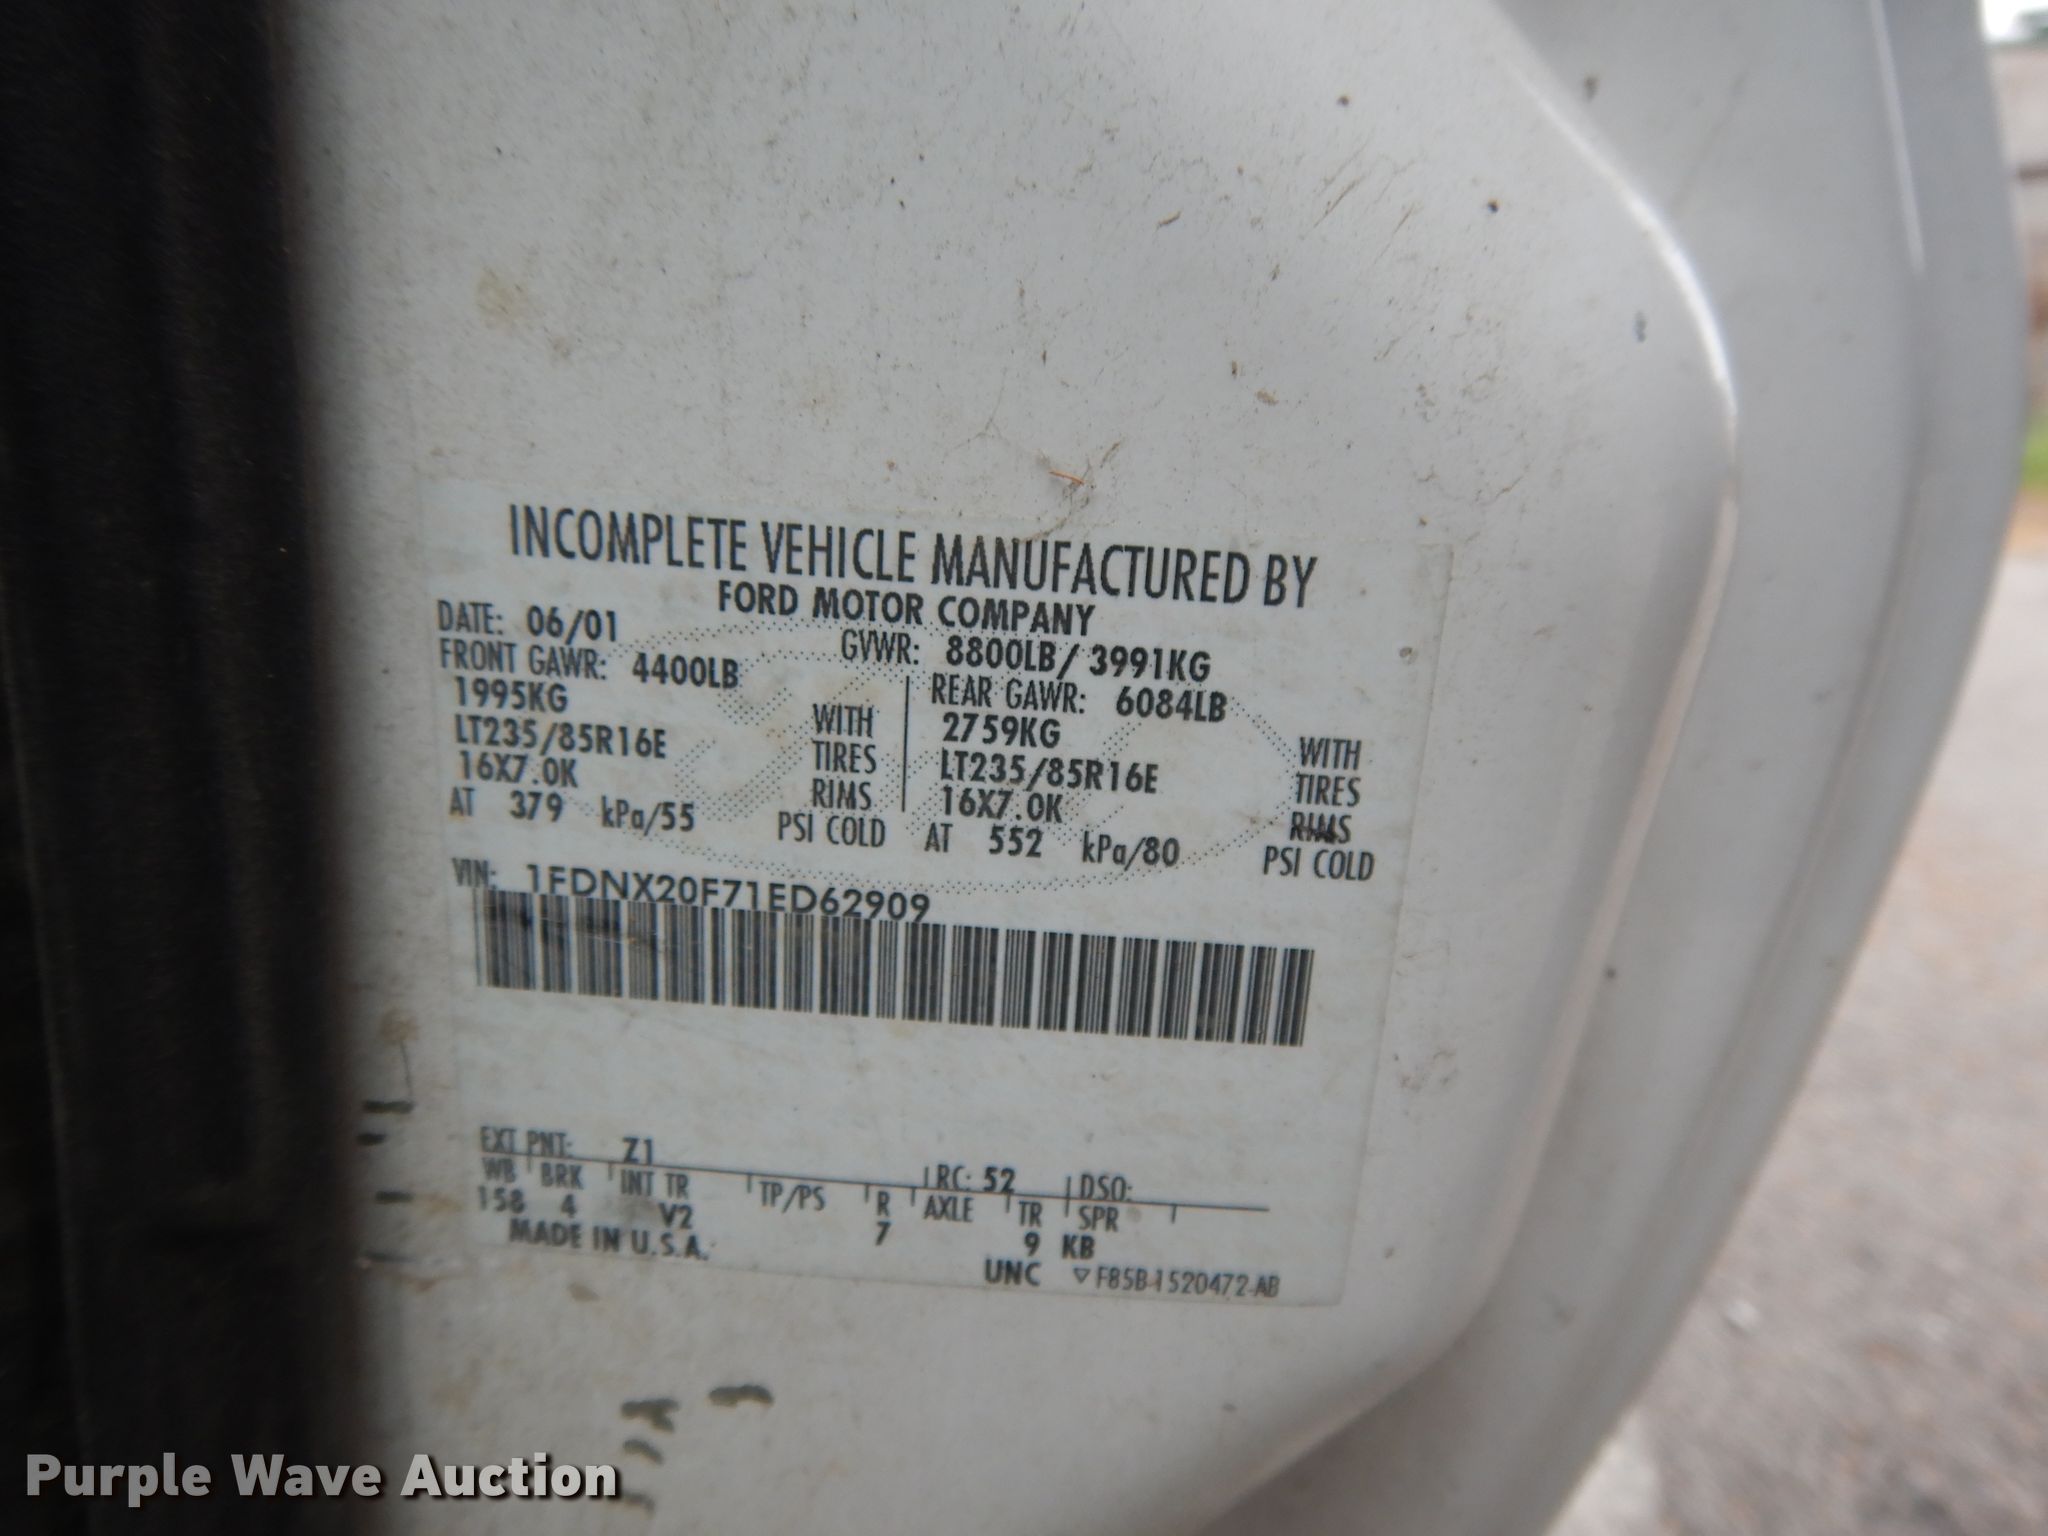 INCOMPLETE VEHICLE MANUFACTURED BY
FORD MOTOR COMPANY
DATE: 06/01 GVWR: 8800LB/ 3991KG
FRONT GAWR: 4400LB REAR GAWR: 6084LB
1995KG WITH 2759KG WITH
LT235/85R16E TIRES LT235/85R16E TIRES
16X7.0K RIMS 16X7.0K RIMS
AT 379 kPa/55 PSI COLD AT 552 kPa/80 PSI COLD
VIN: 1FDNX20F71ED62909
EXT PNT: Z1 RC: 52 DSO:
WB BRK INT TR TP/PS R AXLE TR SPR
158 4 V2 7 9 KB
MADE IN U.S.A.
UNC ▽ F85B-1520472-AB
Purple Wave Auction